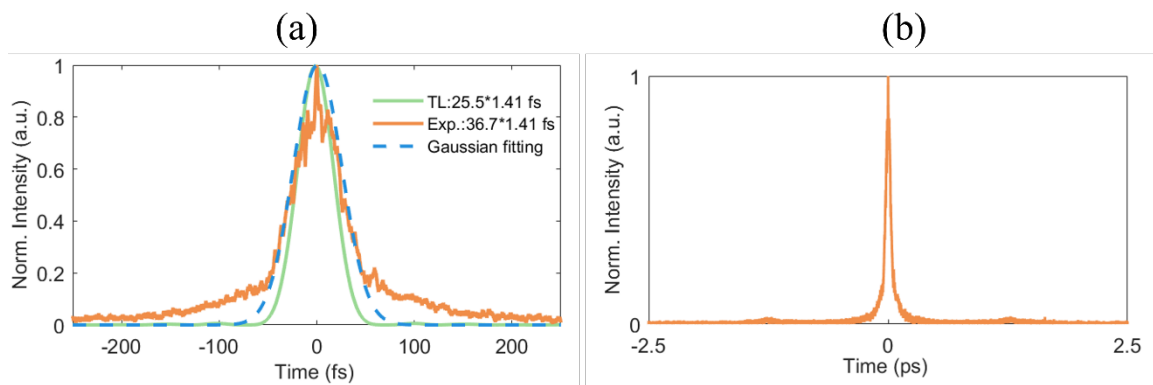 (a)
(b)
Norm. Intensity (a.u.)
1
0.8
0.6
0.4
0.2
0
TL:25.5*1.41 fs
Exp.:36.7*1.41 fs
Gaussian fitting
-200
-100
0
100
200
Time (fs)
Norm. Intensity (a.u.)
1
0
-2.5
0
2.5
Time (ps)